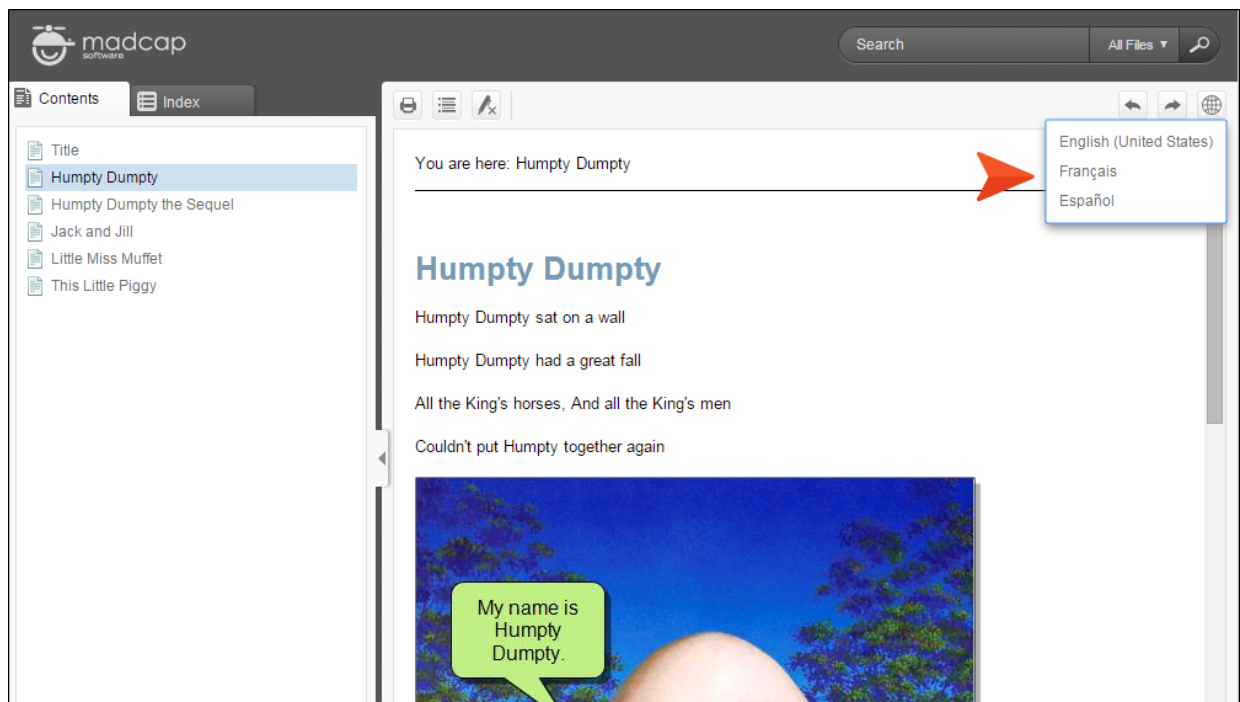 madcap
software
Search
All Files
Contents
Index
Title
Humpty Dumpty
Humpty Dumpty the Sequel
Jack and Jill
Little Miss Muffet
This Little Piggy
English (United States)
Français
Español
You are here: Humpty Dumpty
Humpty Dumpty
Humpty Dumpty sat on a wall
Humpty Dumpty had a great fall
All the King's horses, And all the King's men
Couldn't put Humpty together again
My name is
Humpty
Dumpty.